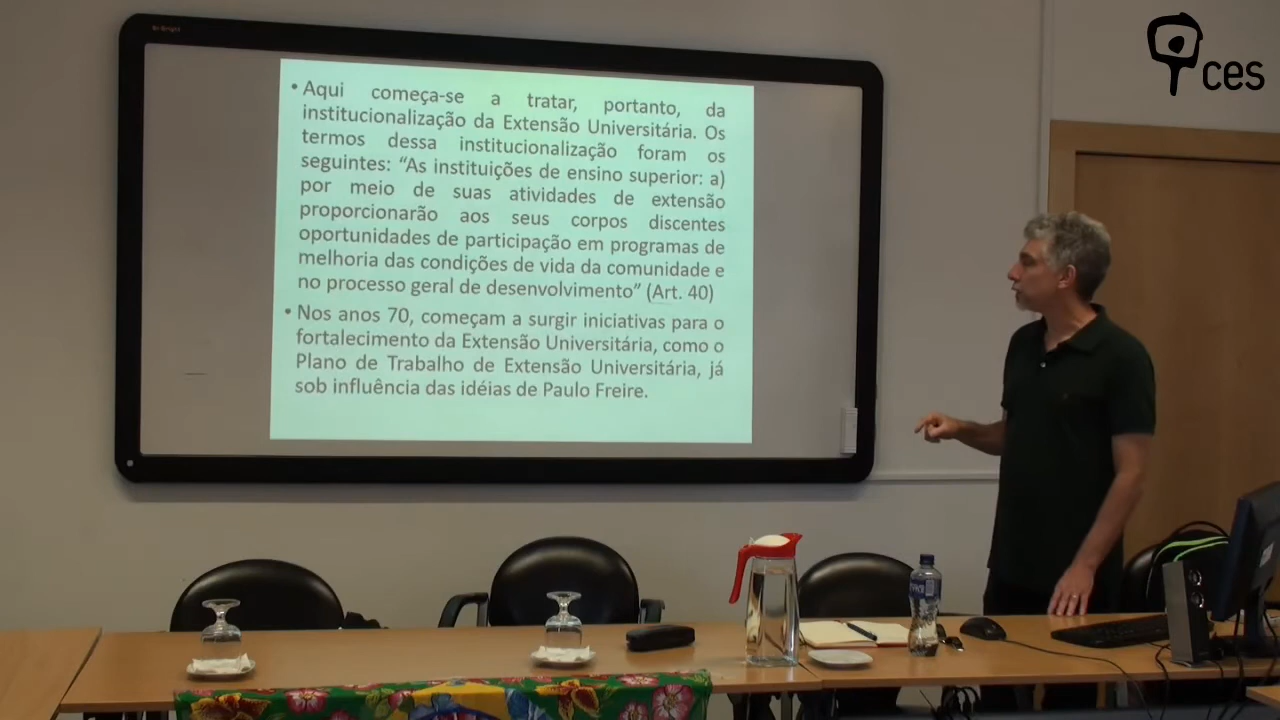 • Aqui começa-se a tratar, portanto, da
institucionalização da Extensão Universitária. Os
termos dessa institucionalização foram os
seguintes: “As instituições de ensino superior: a)
por meio de suas atividades de extensão
proporcionarão aos seus corpos discentes
oportunidades de participação em programas de
melhoria das condições de vida da comunidade e
no processo geral de desenvolvimento” (Art. 40)
• Nos anos 70, começam a surgir iniciativas para o
fortalecimento da Extensão Universitária, como o
Plano de Trabalho de Extensão Universitária, já
sob influência das idéias de Paulo Freire.
ces